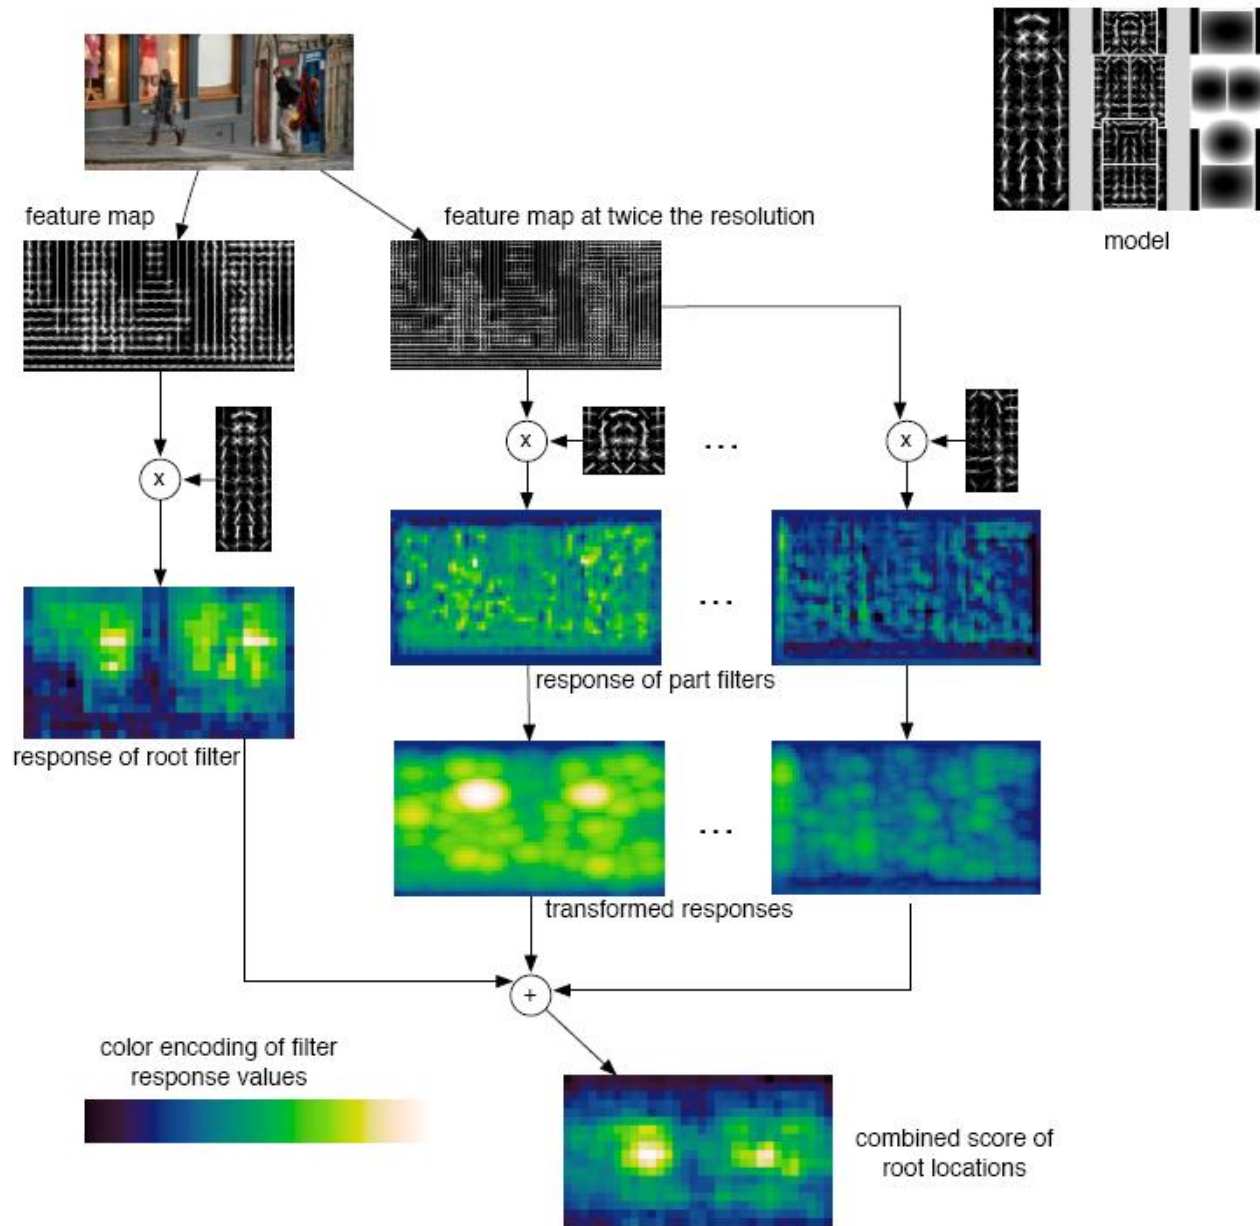 feature map
feature map at twice the resolution
model
x
x
...
x
...
response of part filters
response of root filter
...
transformed responses
+
color encoding of filter
response values
combined score of
root locations